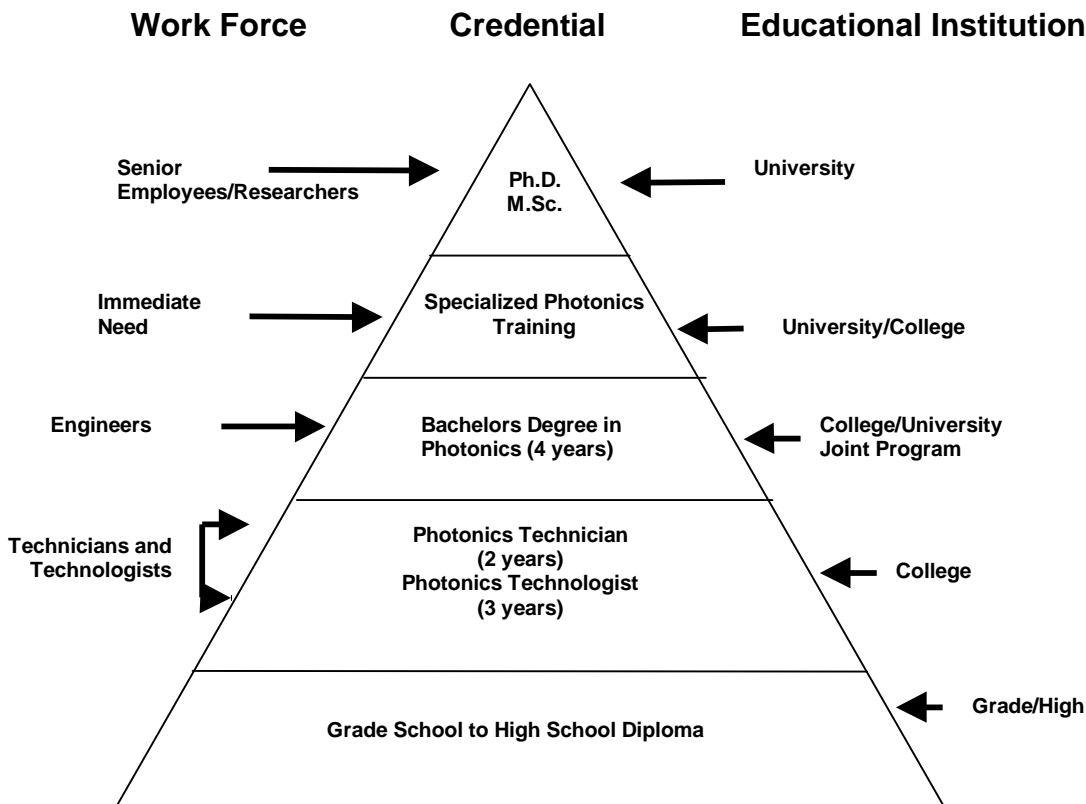 Work Force
Credential
Educational Institution
Senior
Employees/Researchers
Ph.D.
M.Sc.
University
Immediate
Need
Specialized Photonics
Training
University/College
Engineers
Bachelors Degree in
Photonics (4 years)
College/University
Joint Program
Technicians and
Technologists
Photonics Technician
(2 years)
Photonics Technologist
(3 years)
College
Grade School to High School Diploma
Grade/High